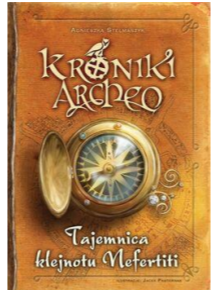 Agnieszka Stelmaszyk
KRONIKI
ARCHEO
Tajemnica
klejnotu Nefertiti